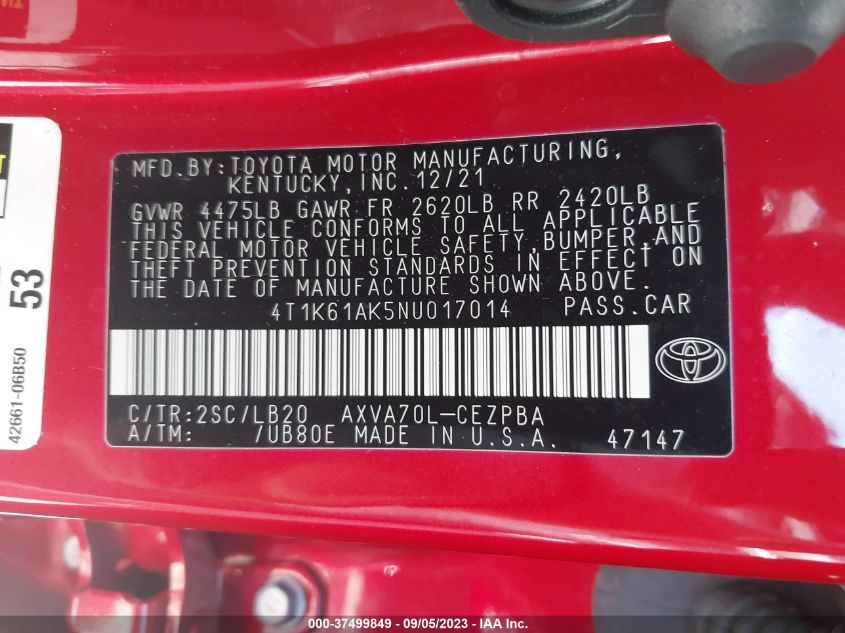 MFD.BY:TOYOTA MOTOR MANUFACTURING,
KENTUCKY,INC.12/21
GVWR 4475LB GAWR FR 2620LB RR 2420LB
THIS VEHICLE CONFORMS TO ALL APPLICABLE
FEDERAL MOTOR VEHICLE SAFETY,BUMPER,AND
THEFT PREVENTION STANDARDS IN EFFECT ON
THE DATE OF MANUFACTURE SHOWN ABOVE.
4T1K61AK5NU017014 PASS.CAR
C/TR:2SC/LB20 AXVA70L-CEZPBA
A/TM: /UB80E MADE IN U.S.A. 47147
53
42661-06B50
000-37499849 - 09/05/2023 - IAA Inc.